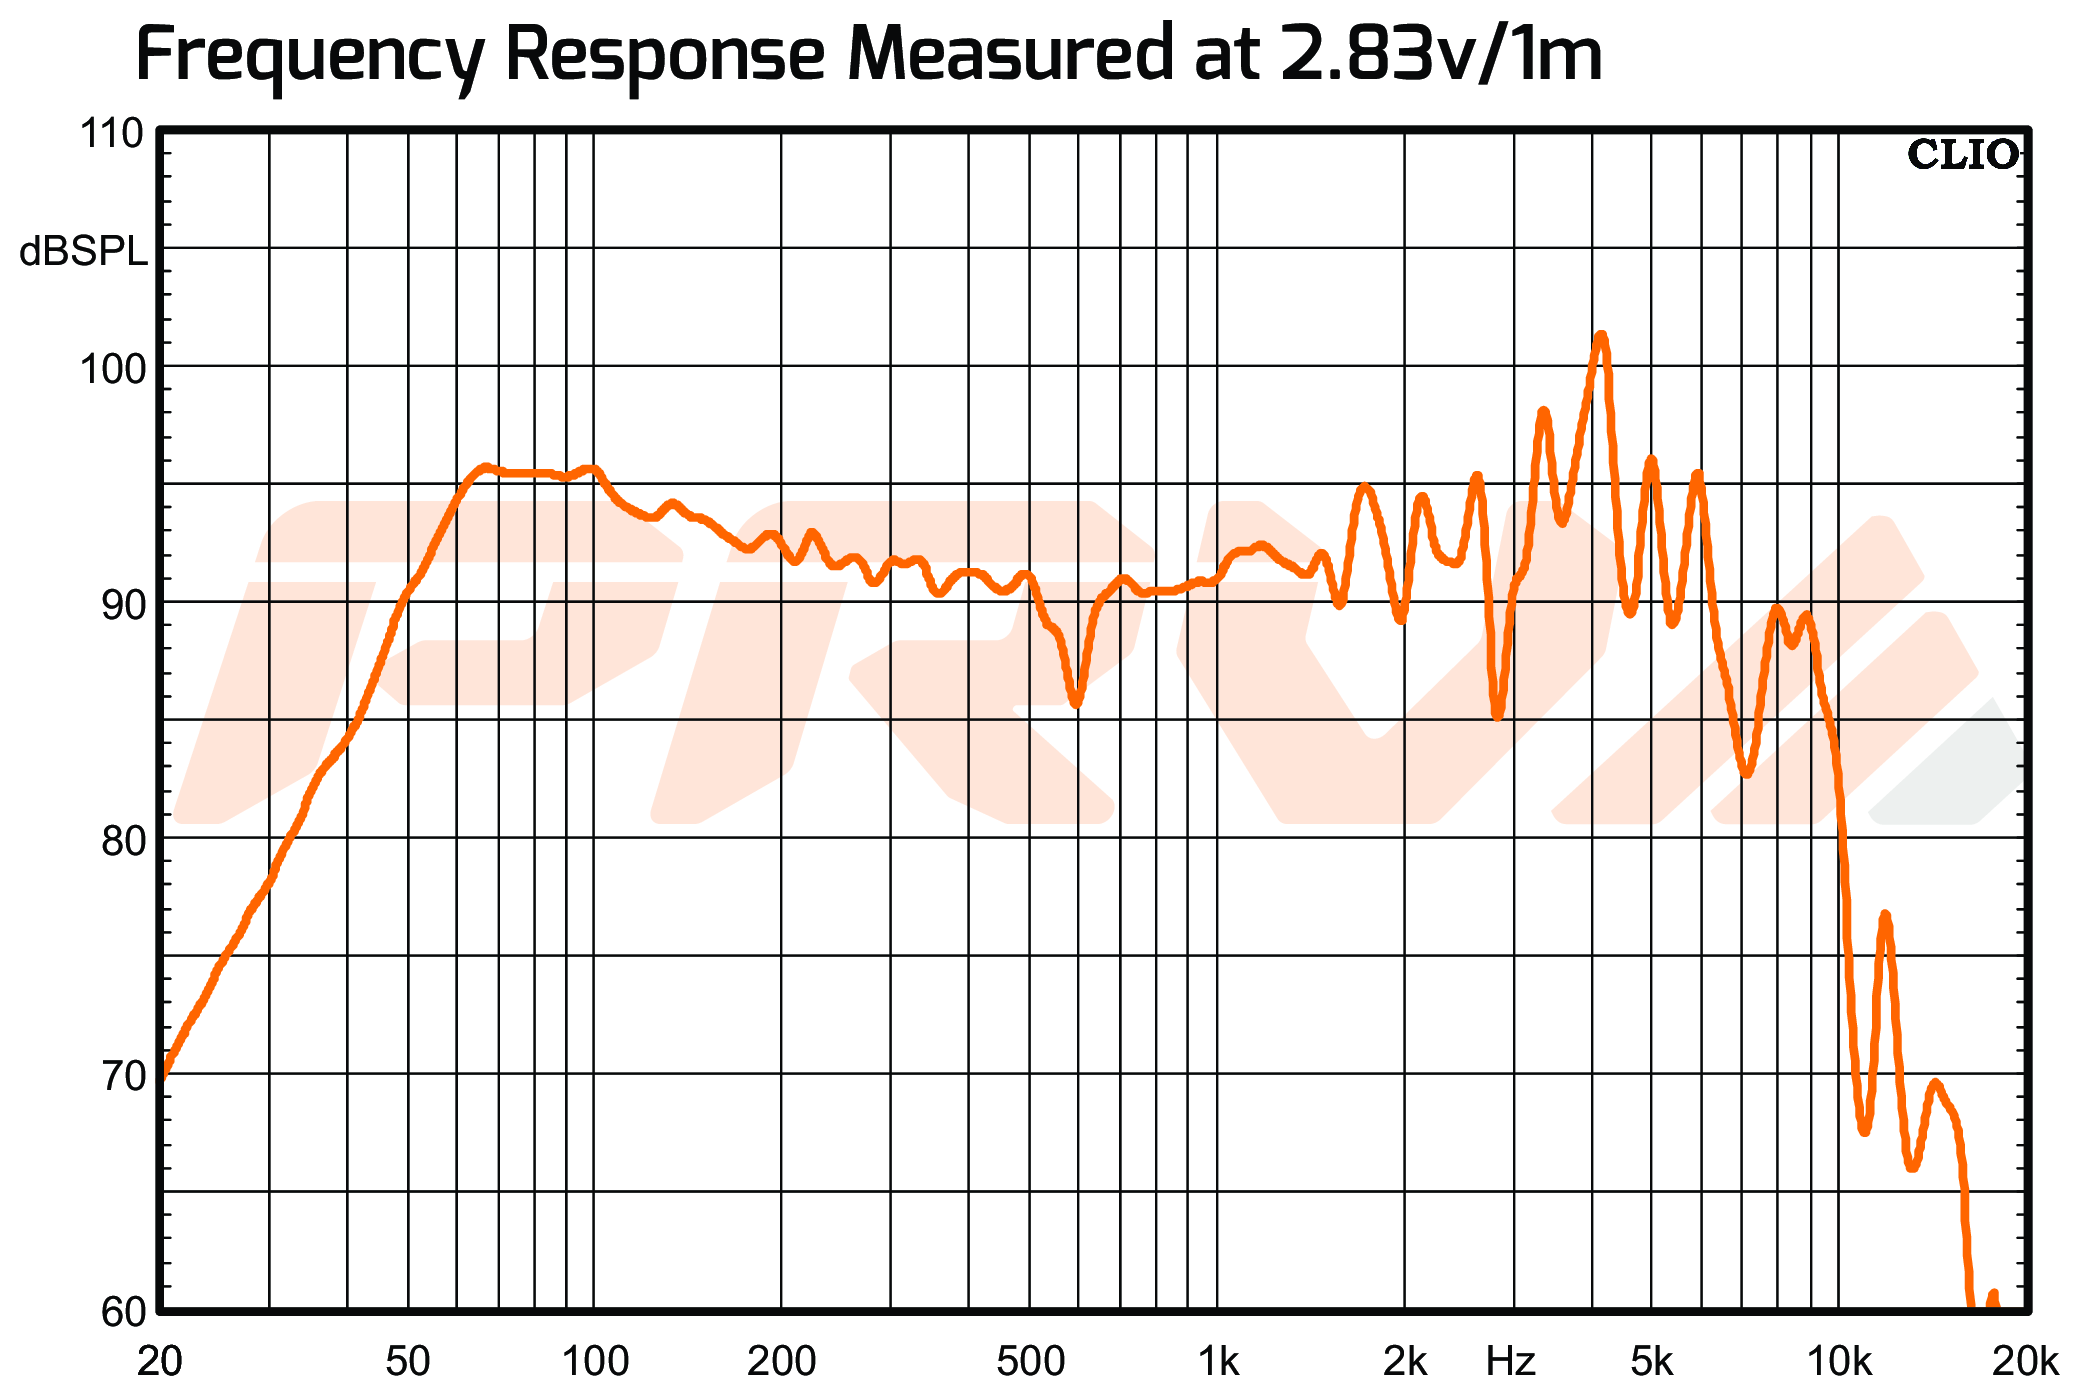 Frequency Response Measured at 2.83v/1m
110
CLIO
dBSPL
100
90
80
70
60
20 50 100 200 500 1k 2k Hz 5k 10k 20k
PRV